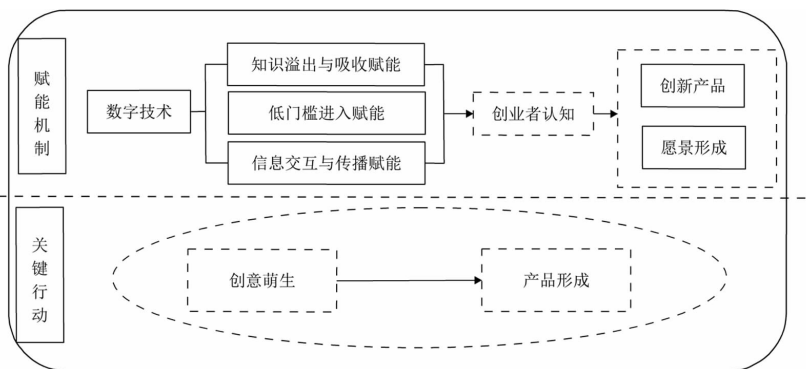 赋能机制
数字技术
知识溢出与吸收赋能
低门槛进入赋能
信息交互与传播赋能
创业者认知
创新产品
愿景形成
关键行动
创意萌生
产品形成